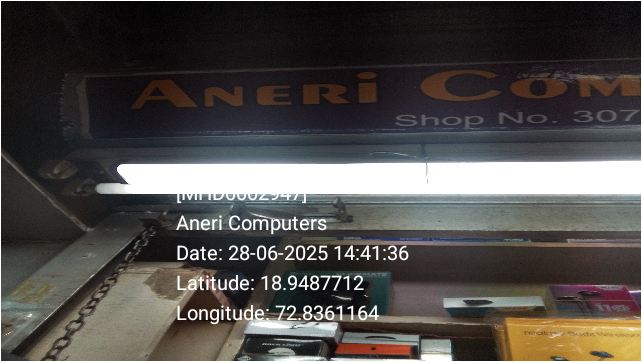 ANERI COM
Shop No. 307
[MHD0002947]
Aneri Computers
Date: 28-06-2025 14:41:36
Latitude: 18.9487712
Longitude: 72.8361164